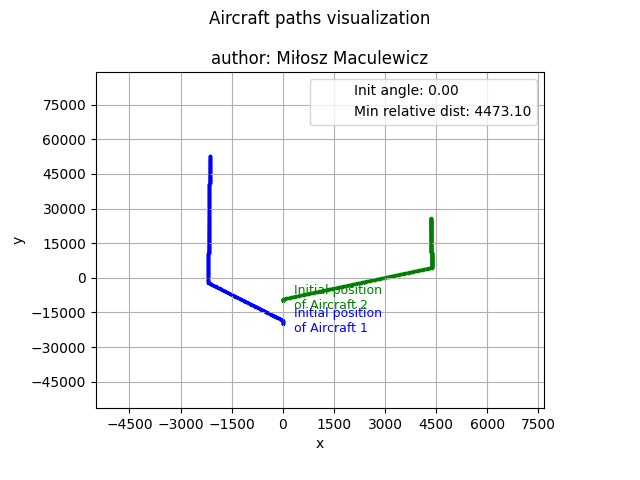 Aircraft paths visualization
author: Miłosz Maculewicz
Init angle: 0.00
Min relative dist: 4473.10
75000
60000
45000
30000
15000
0
−15000
−30000
−45000
y
Initial position
of Aircraft 2
Initial position
of Aircraft 1
−4500 −3000 −1500 0 1500 3000 4500 6000 7500
x